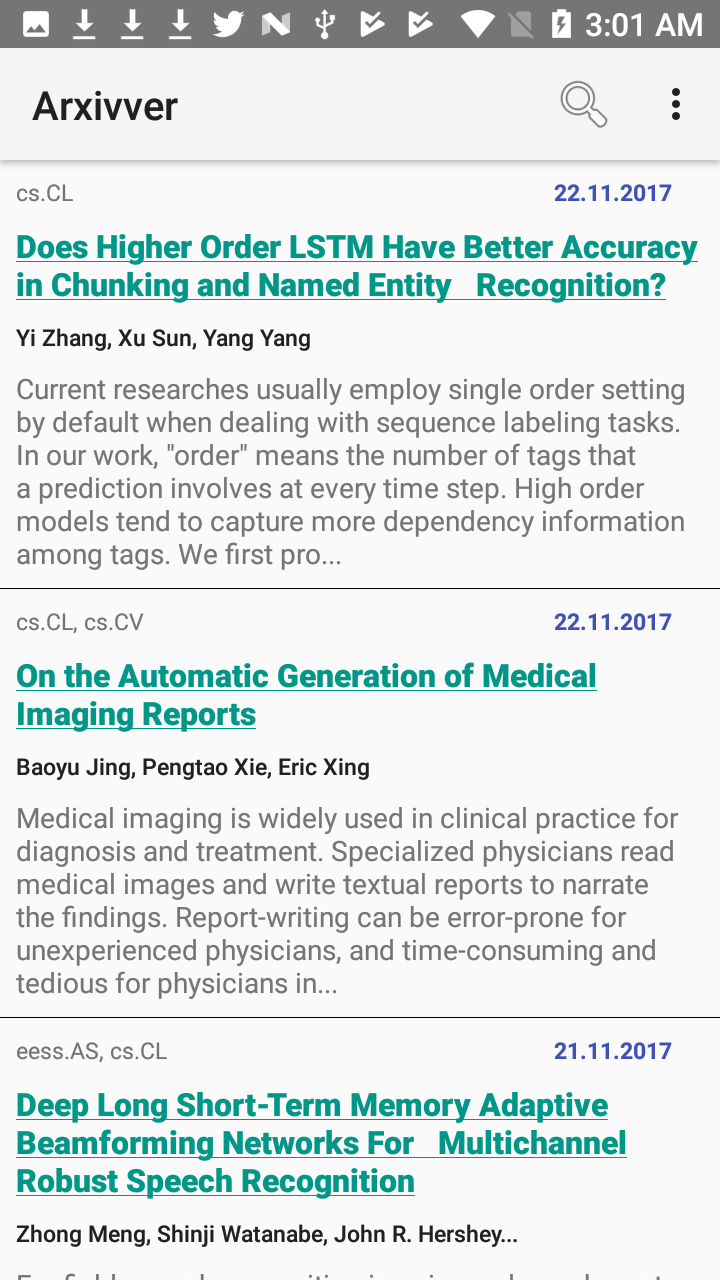 3:01 AM
Arxivver
cs.CL 22.11.2017
Does Higher Order LSTM Have Better Accuracy
in Chunking and Named Entity   Recognition?
Yi Zhang, Xu Sun, Yang Yang
Current researches usually employ single order setting
by default when dealing with sequence labeling tasks.
In our work, "order" means the number of tags that
a prediction involves at every time step. High order
models tend to capture more dependency information
among tags. We first pro...
cs.CL, cs.CV 22.11.2017
On the Automatic Generation of Medical
Imaging Reports
Baoyu Jing, Pengtao Xie, Eric Xing
Medical imaging is widely used in clinical practice for
diagnosis and treatment. Specialized physicians read
medical images and write textual reports to narrate
the findings. Report-writing can be error-prone for
unexperienced physicians, and time-consuming and
tedious for physicians in...
eess.AS, cs.CL 21.11.2017
Deep Long Short-Term Memory Adaptive
Beamforming Networks For   Multichannel
Robust Speech Recognition
Zhong Meng, Shinji Watanabe, John R. Hershey...